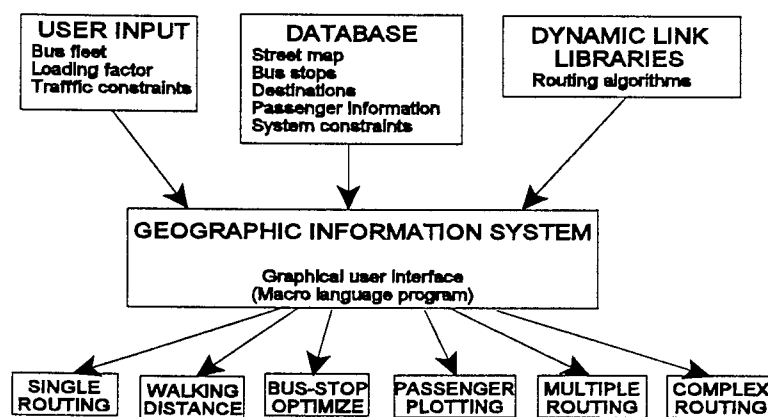 USER INPUT
Bus fleet
Loading factor
Trafffic constraints
DATABASE
Street map
Bus stops
Destinations
Passenger information
System constraints
DYNAMIC LINK
LIBRARIES
Routing algorithms
GEOGRAPHIC INFORMATION SYSTEM
Graphical user interface
(Macro language program)
SINGLE
ROUTING
WALKING
DISTANCE
BUS-STOP
OPTIMIZE
PASSENGER
PLOTTING
MULTIPLE
ROUTING
COMPLEX
ROUTING